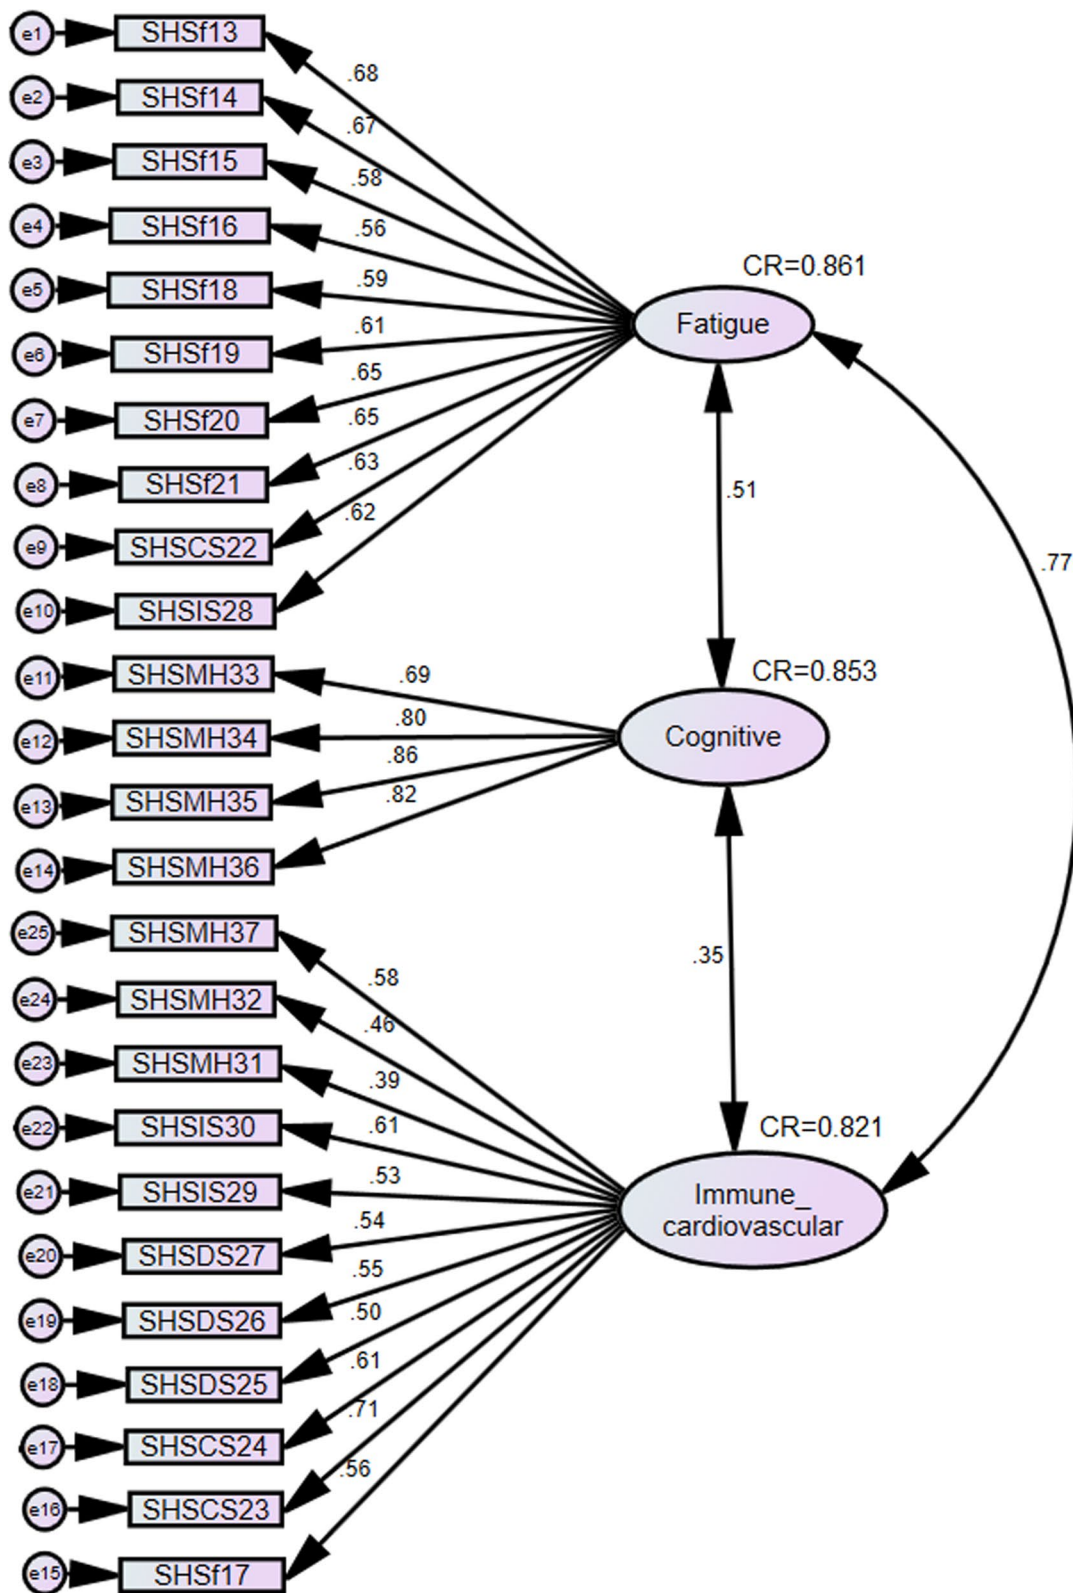 e1 SHSf13
.68
e2 SHSf14
.67
e3 SHSf15
.58
e4 SHSf16
.56
CR=0.861
e5 SHSf18
.59
Fatigue
e6 SHSf19
.61
e7 SHSf20
.65
e8 SHSf21
.65
.51
e9 SHSCS22
.63
.77
e10 SHSIS28
.62
e11 SHSMH33
.69
CR=0.853
e12 SHSMH34
.80
Cognitive
e13 SHSMH35
.86
e14 SHSMH36
.82
e25 SHSMH37
.58
.35
e24 SHSMH32
.46
e23 SHSMH31
.39
e22 SHSIS30
.61
CR=0.821
e21 SHSIS29
.53
Immune_
cardiovascular
e20 SHSDS27
.54
e19 SHSDS26
.55
e18 SHSDS25
.50
e17 SHSCS24
.61
e16 SHSCS23
.71
e15 SHSf17
.56